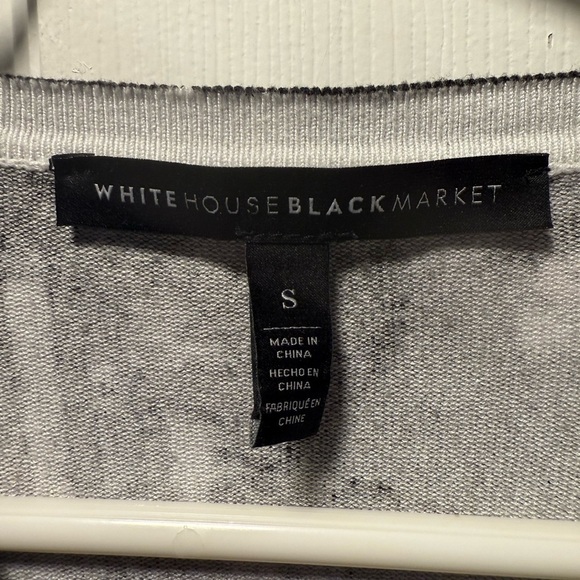 WHITE HOUSE BLACK MARKET
S
MADE IN
CHINA
HECHO EN
CHINA
FABRIQUÉ EN
CHINE